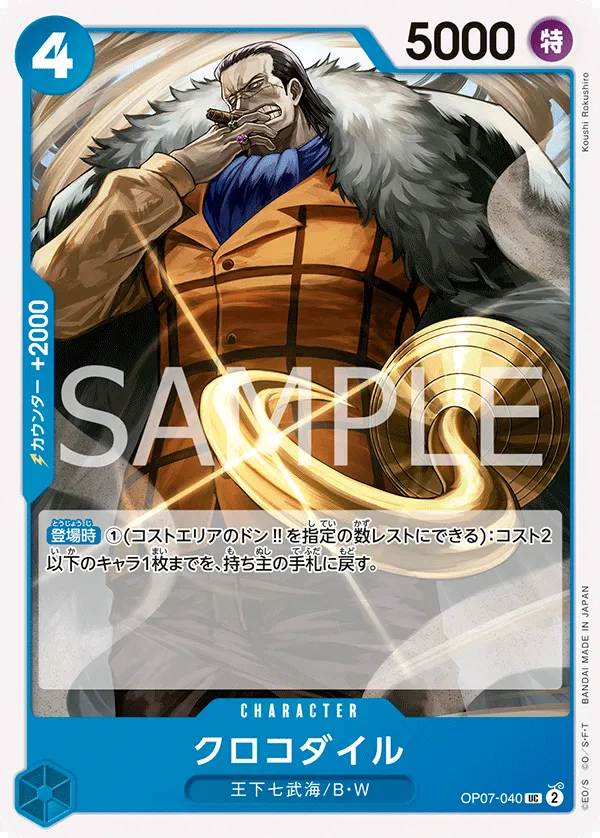 4
5000 特
Koushi Rokushiro
カウンター +2000
SAMPLE
登場時 ①(コストエリアのドン!!を指定の数レストにできる):コスト2
以下のキャラ1枚までを、持ち主の手札に戻す。
CHARACTER
クロコダイル
王下七武海/B・W
OP07-040 UC 2
©E.O/S ©O/S・F・T BANDAI MADE IN JAPAN